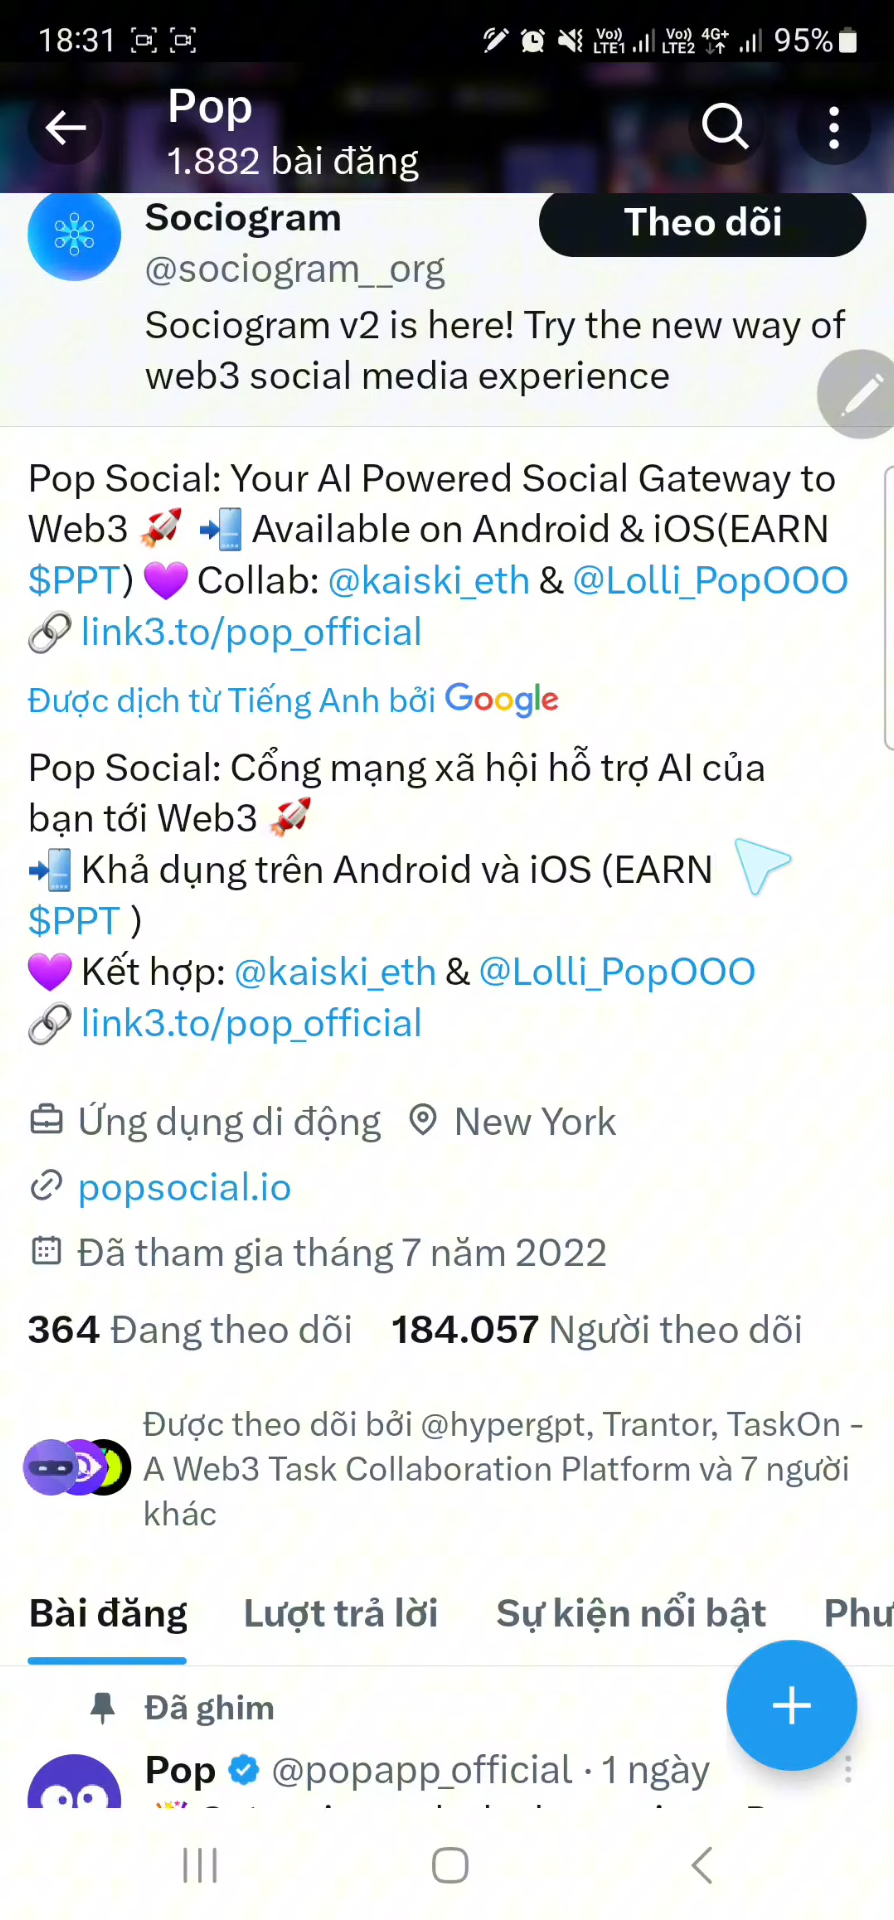 18:31 Vo)) LTE1 Vo)) LTE2 4G+ 95%
Pop
1.882 bài đăng
Sociogram
Theo dõi
@sociogram__org
Sociogram v2 is here! Try the new way of
web3 social media experience
Pop Social: Your AI Powered Social Gateway to
Web3 🚀 📲 Available on Android & iOS(EARN
$PPT) 💜 Collab: @kaiski_eth & @Lolli_PopOOO
🔗 link3.to/pop_official
Được dịch từ Tiếng Anh bởi Google
Pop Social: Cổng mạng xã hội hỗ trợ AI của
bạn tới Web3 🚀
📲 Khả dụng trên Android và iOS (EARN
$PPT )
💜 Kết hợp: @kaiski_eth & @Lolli_PopOOO
🔗 link3.to/pop_official
Ứng dụng di động New York
popsocial.io
Đã tham gia tháng 7 năm 2022
364 Đang theo dõi 184.057 Người theo dõi
Được theo dõi bởi @hypergpt, Trantor, TaskOn -
A Web3 Task Collaboration Platform và 7 người
khác
Bài đăng Lượt trả lời Sự kiện nổi bật Phư
Đã ghim
Pop @popapp_official · 1 ngày